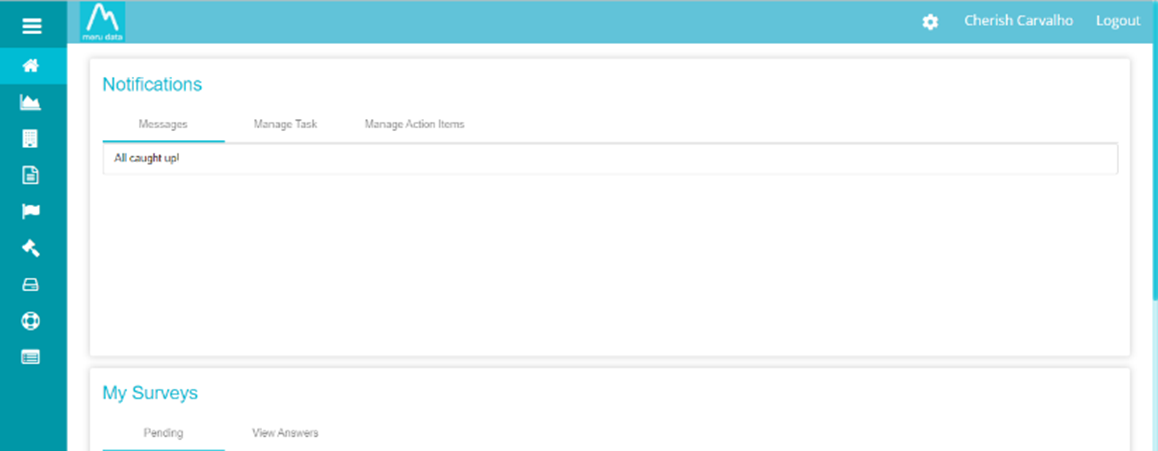 meru data
Cherish Carvalho Logout
Notifications
Messages Manage Task Manage Action Items
All caught up!
My Surveys
Pending View Answers